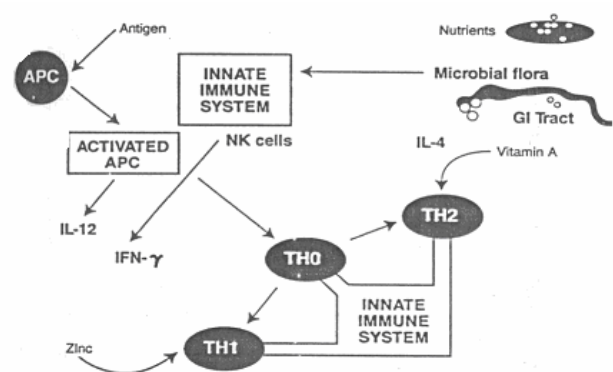 Antigen
Nutrients
APC
INNATE
IMMUNE
SYSTEM
Microbial flora
GI Tract
NK cells
IL-4
Vitamin A
ACTIVATED
APC
IL-12
IFN-γ
TH2
TH0
INNATE
IMMUNE
SYSTEM
Zinc
TH1